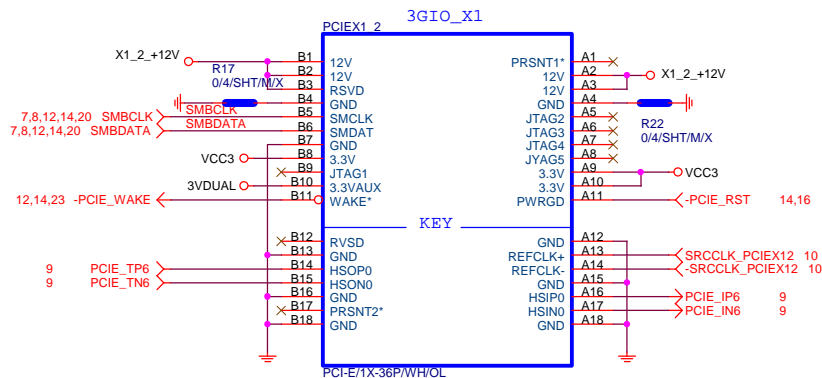 3GIO_X1
PCIEX1_2
X1_2_+12V B1 12V PRSNT1* A1
R17 B2 12V 12V A2 X1_2_+12V
0/4/SHT/M/X B3 RSVD 12V A3
B4 GND GND A4
7,8,12,14,20 SMBCLK SMBCLK B5 SMCLK JTAG2 A5 R22
7,8,12,14,20 SMBDATA SMBDATA B6 SMDAT JTAG3 A6 0/4/SHT/M/X
B7 GND JTAG4 A7
VCC3 B8 3.3V JYAG5 A8
B9 JTAG1 3.3V A9 VCC3
3VDUAL B10 3.3VAUX 3.3V A10
12,14,23 -PCIE_WAKE B11 WAKE* PWRGD A11 -PCIE_RST 14,16
KEY
B12 RVSD GND A12
B13 GND REFCLK+ A13 SRCCLK_PCIEX12 10
9 PCIE_TP6 B14 HSOP0 REFCLK- A14 -SRCCLK_PCIEX12 10
9 PCIE_TN6 B15 HSON0 GND A15
B16 GND HSIP0 A16 PCIE_IP6 9
B17 PRSNT2* HSIN0 A17 PCIE_IN6 9
B18 GND GND A18
PCI-E/1X-36P/WH/OL